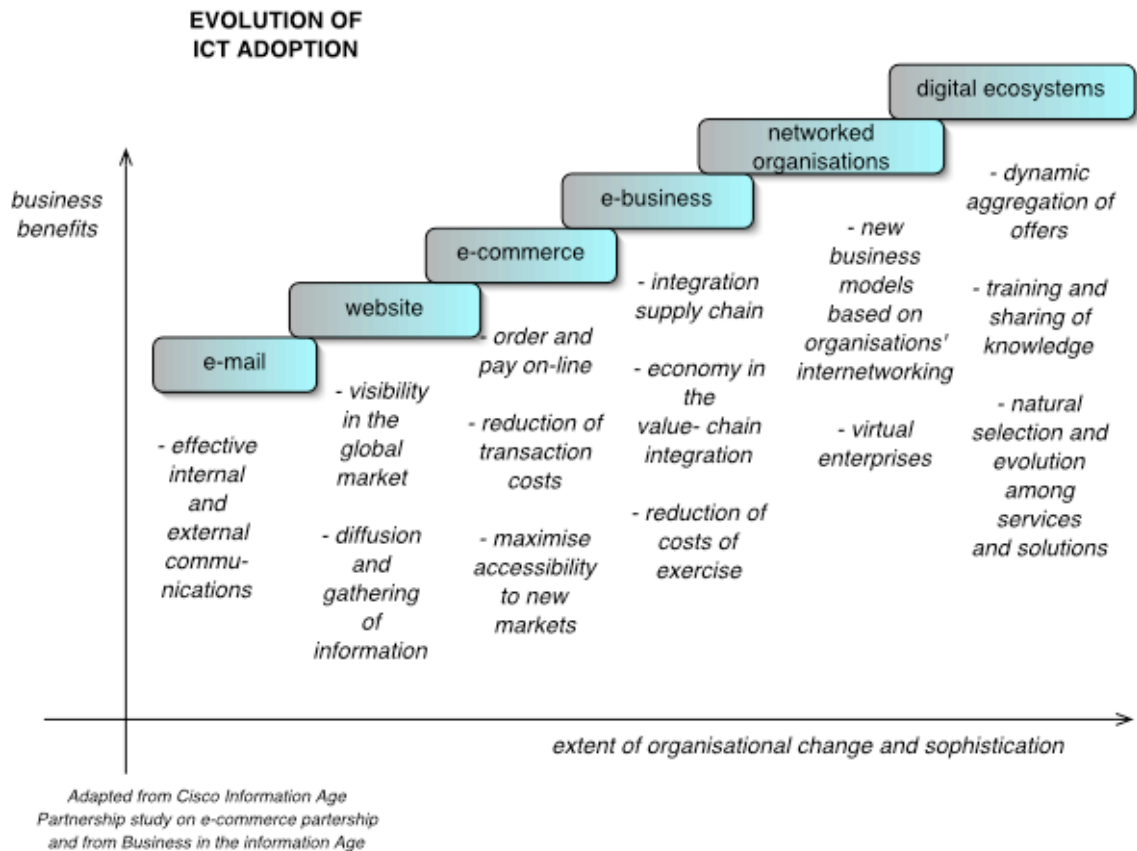 EVOLUTION OF
ICT ADOPTION
business
benefits
e-mail
- effective
internal
and
external
commu-
nications
website
- visibility
in the
global
market
- diffusion
and
gathering
of
information
e-commerce
- order and
pay on-line
- reduction of
transaction
costs
- maximise
accessibility
to new
markets
e-business
- integration
supply chain
- economy in
the
value- chain
integration
- reduction of
costs of
exercise
networked
organisations
- new
business
models
based on
organisations'
internetworking
- virtual
enterprises
digital ecosystems
- dynamic
aggregation of
offers
- training and
sharing of
knowledge
- natural
selection and
evolution
among
services
and solutions
extent of organisational change and sophistication
Adapted from Cisco Information Age
Partnership study on e-commerce partership
and from Business in the information Age